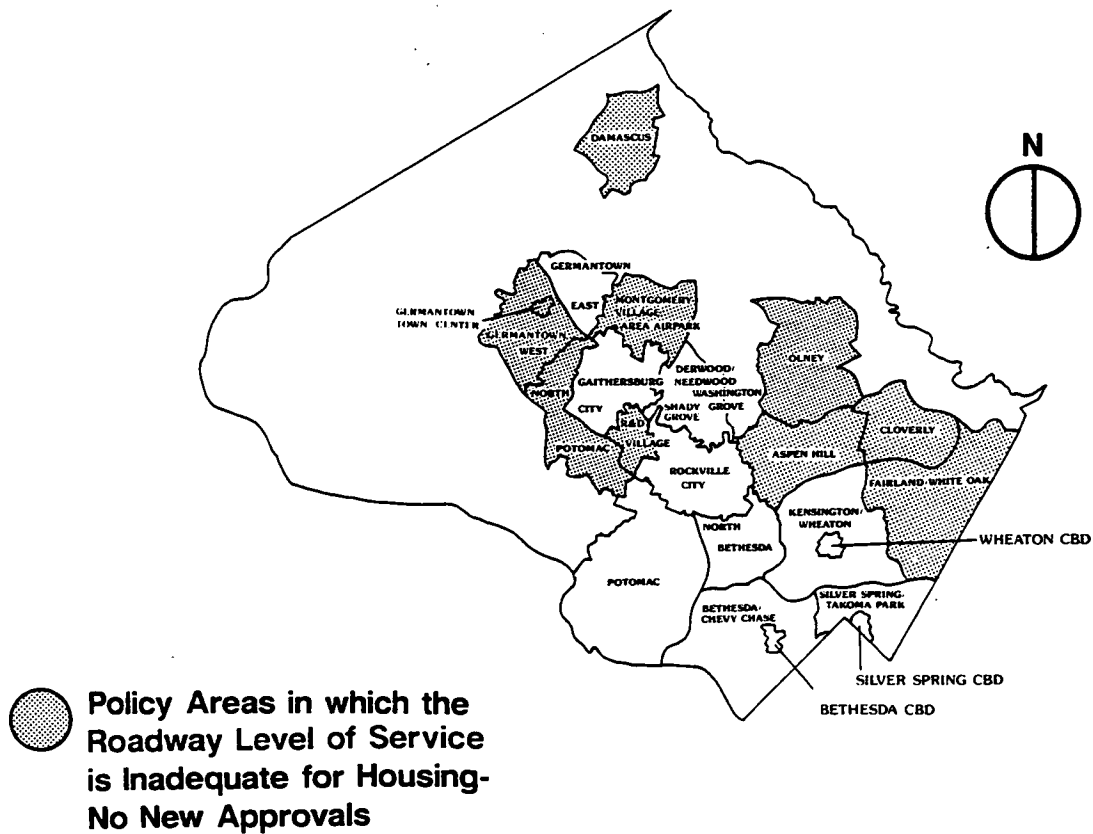 N
DAMASCUS
GERMANTOWN
EAST
MONTGOMERY
VILLAGE
AREA AIRPARK
GERMANTOWN
TOWN CENTER
GERMANTOWN
WEST
OLNEY
DERWOOD/
NEEDWOOD
WASHINGTON
GROVE
GAITHERSBURG
CITY
SHADY
GROVE
NORTH
POTOMAC
R&D
VILLAGE
CLOVERLY
ASPEN HILL
FAIRLAND-WHITE OAK
ROCKVILLE
CITY
KENSINGTON/
WHEATON
NORTH
BETHESDA
WHEATON CBD
POTOMAC
SILVER SPRING-
TAKOMA PARK
BETHESDA-
CHEVY CHASE
SILVER SPRING CBD
BETHESDA CBD
Policy Areas in which the
Roadway Level of Service
is Inadequate for Housing-
No New Approvals